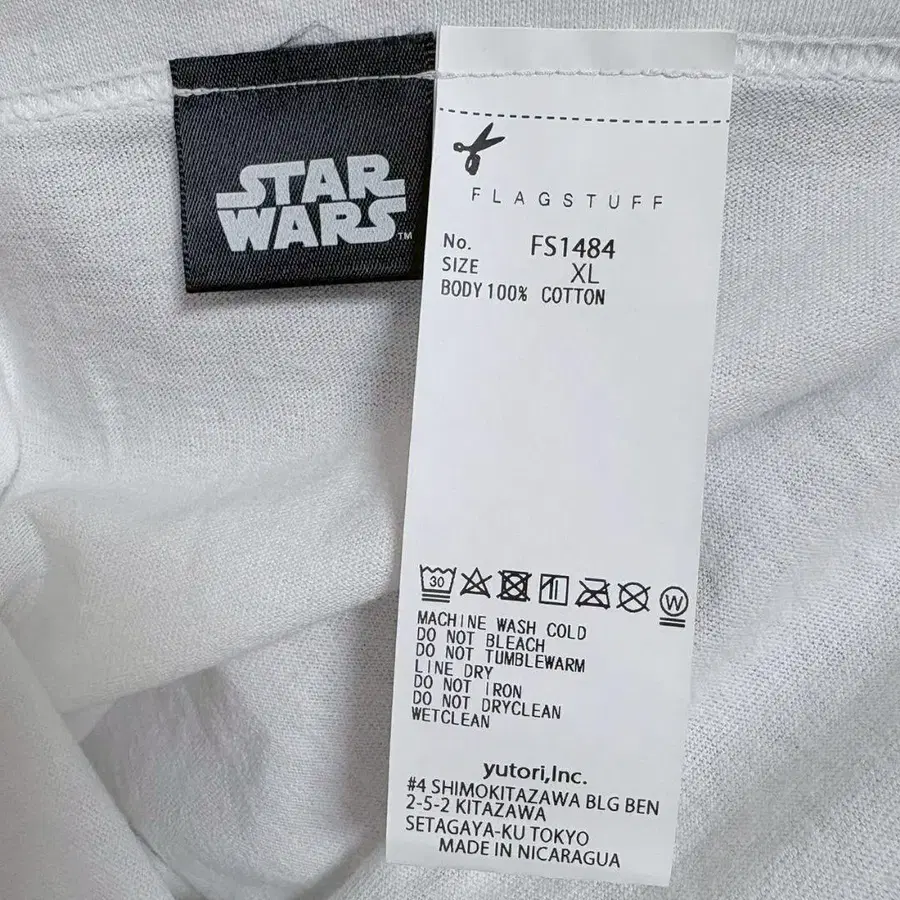 STAR
WARS™
FLAGSTUFF
No. FS1484
SIZE XL
BODY 100% COTTON
30
W
MACHINE WASH COLD
DO NOT BLEACH
DO NOT TUMBLEWARM
LINE DRY
DO NOT IRON
DO NOT DRYCLEAN
WETCLEAN
yutori,Inc.
#4 SHIMOKITAZAWA BLG BEN
2-5-2 KITAZAWA
SETAGAYA-KU TOKYO
MADE IN NICARAGUA